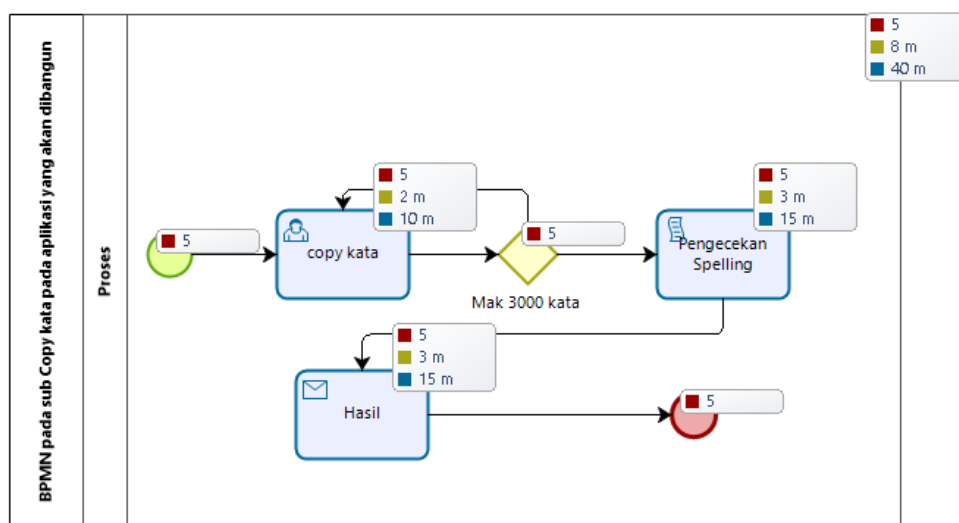 BPMN pada sub Copy kata pada aplikasi yang akan dibangun
Proses
5
8 m
40 m
5
5
2 m
10 m
copy kata
5
Mak 3000 kata
5
3 m
15 m
Pengecekan
Spelling
5
3 m
15 m
Hasil
5